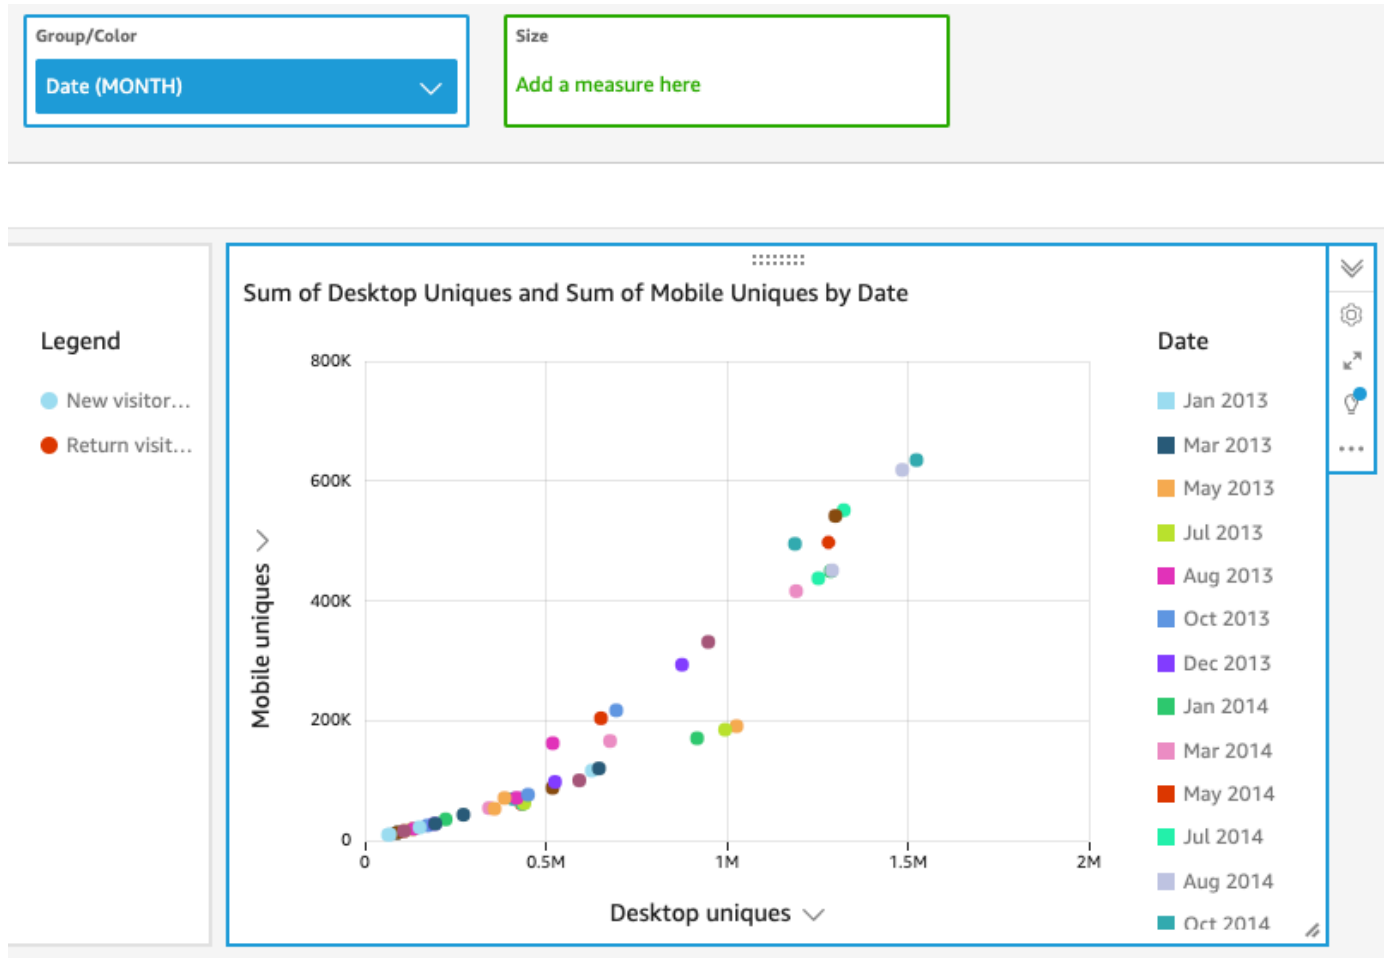 Group/Color
Size
Date (MONTH)
Add a measure here
Sum of Desktop Uniques and Sum of Mobile Uniques by Date
Legend
New visitor...
Return visit...
Mobile uniques
800K
600K
400K
200K
0
0
0.5M
1M
1.5M
2M
Desktop uniques
Date
Jan 2013
Mar 2013
May 2013
Jul 2013
Aug 2013
Oct 2013
Dec 2013
Jan 2014
Mar 2014
May 2014
Jul 2014
Aug 2014
Oct 2014